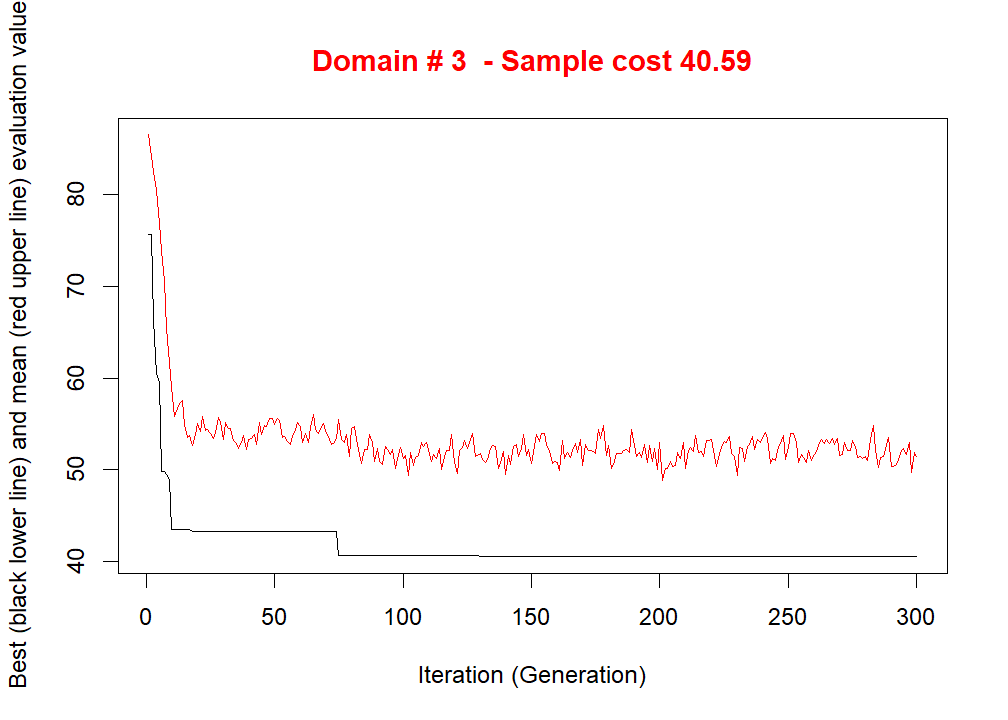 Domain # 3  - Sample cost 40.59
Best (black lower line) and mean (red upper line) evaluation value
80
70
60
50
40
0 50 100 150 200 250 300
Iteration (Generation)